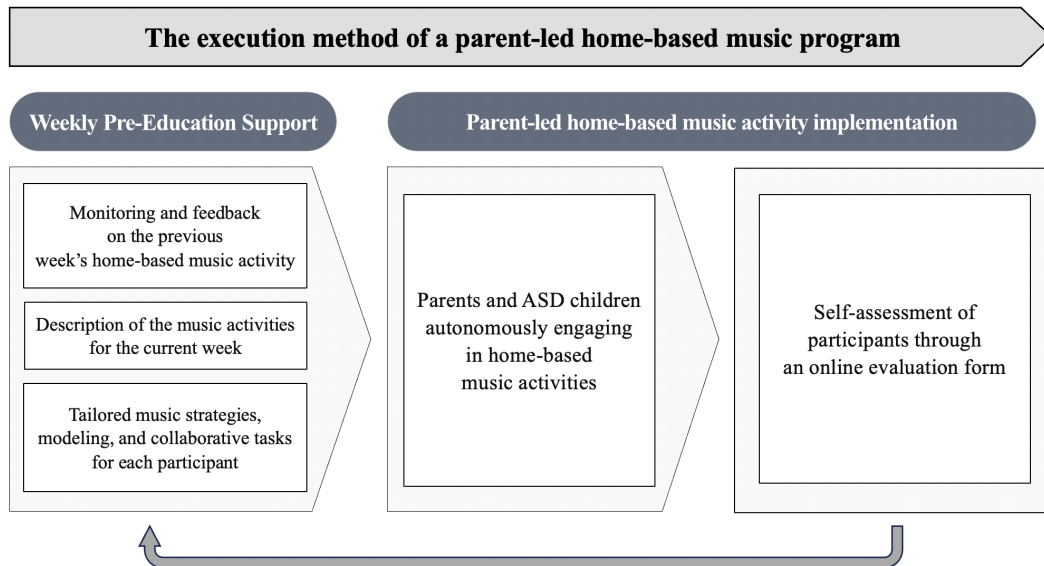 The execution method of a parent-led home-based music program
Weekly Pre-Education Support
Parent-led home-based music activity implementation
Monitoring and feedback
on the previous
week's home-based music activity
Description of the music activities
for the current week
Tailored music strategies,
modeling, and collaborative tasks
for each participant
Parents and ASD children
autonomously engaging
in home-based
music activities
Self-assessment of
participants through
an online evaluation form